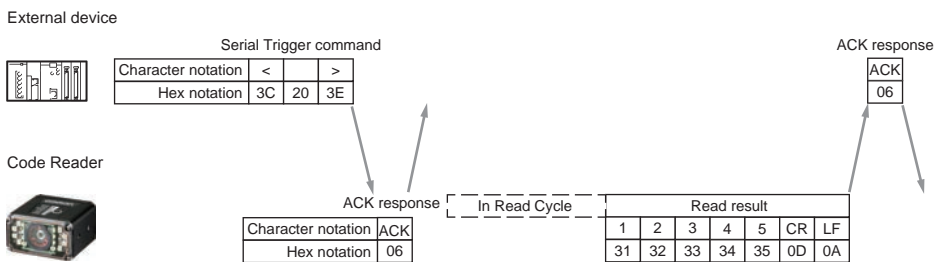 External device
Serial Trigger command
ACK response
Character notation < >
ACK
Hex notation 3C 20 3E
06
Code Reader
ACK response
In Read Cycle
Read result
Character notation ACK
1 2 3 4 5 CR LF
Hex notation 06
31 32 33 34 35 0D 0A